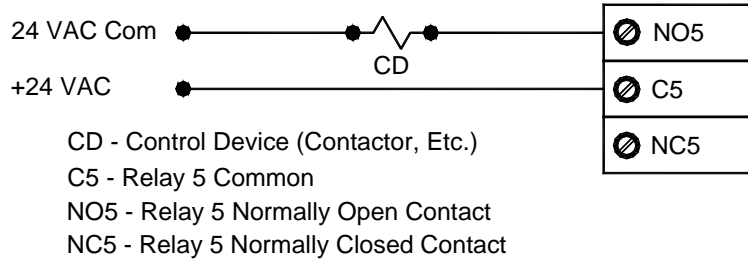 24 VAC Com
NO5
CD
+24 VAC
C5
NC5
CD - Control Device (Contactor, Etc.)
C5 - Relay 5 Common
NO5 - Relay 5 Normally Open Contact
NC5 - Relay 5 Normally Closed Contact